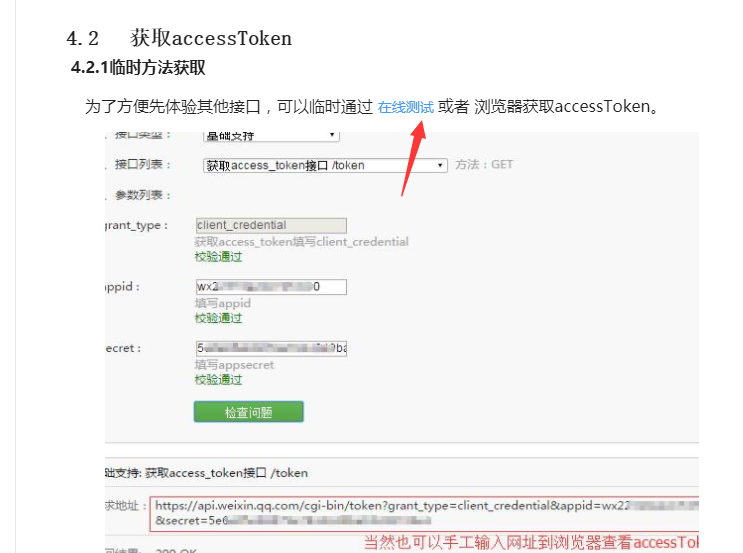 4.2 获取accessToken
4.2.1临时方法获取
为了方便先体验其他接口，可以临时通过 在线测试 或者 浏览器获取accessToken。
、接口类型： 基础支持
、接口列表： 获取access_token接口 /token 方法：GET
、参数列表：
grant_type： client_credential
获取access_token填写client_credential
校验通过
appid： wx2 0
填写appid
校验通过
secret： 5 9ba
填写appsecret
校验通过
检查问题
基础支持: 获取access_token接口 /token
求地址： https://api.weixin.qq.com/cgi-bin/token?grant_type=client_credential&appid=wx22
&secret=5e6
当然也可以手工输入网址到浏览器查看accessTok
回结果： 200 OK